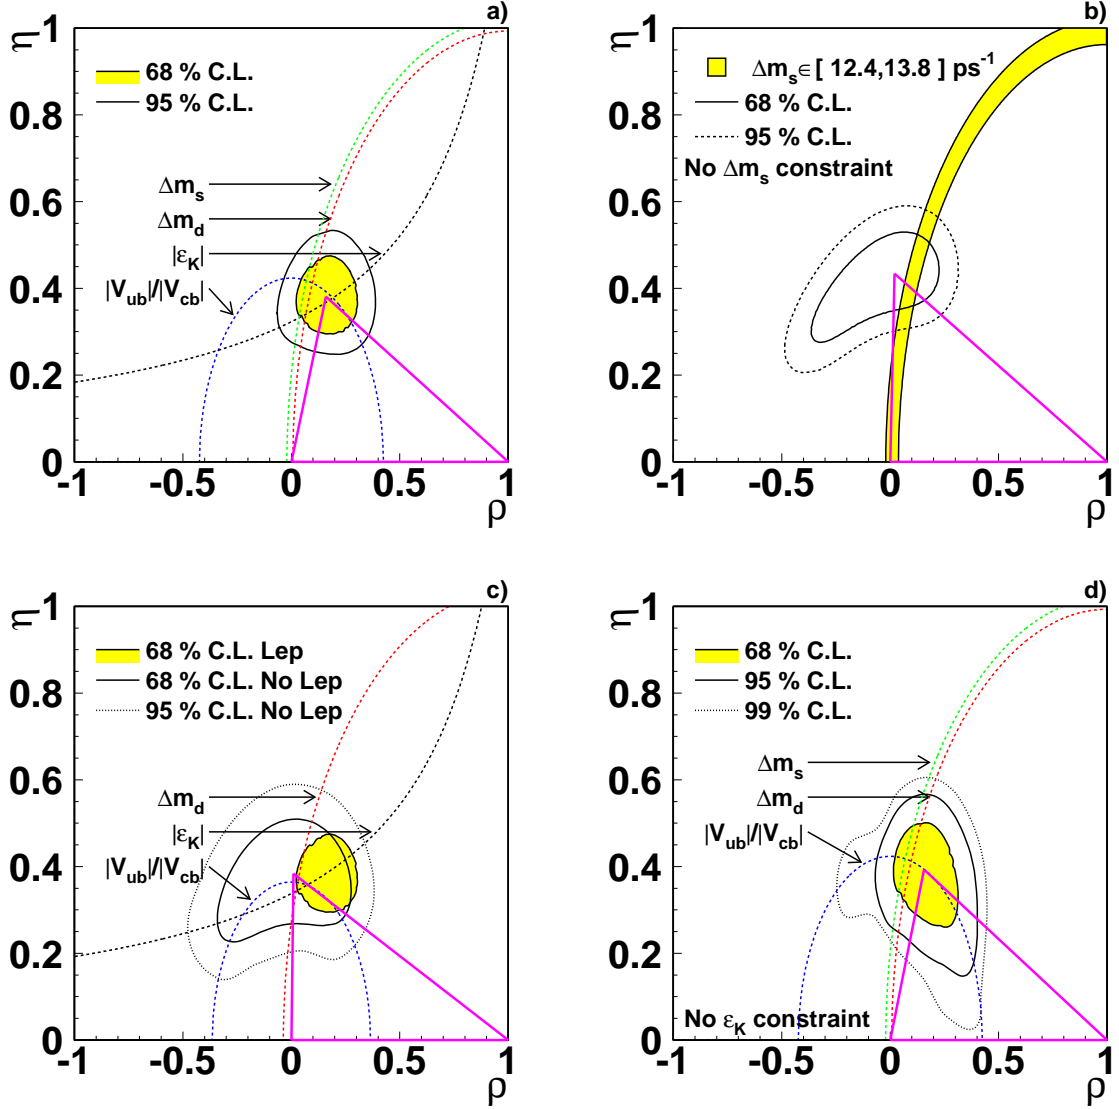 a)
η
1
0.8
0.6
0.4
0.2
0
-1 -0.5 0 0.5 1
ρ
68 % C.L.
95 % C.L.
Δm_s
Δm_d
|ε_K|
|V_ub|/|V_cb|
b)
η
1
0.8
0.6
0.4
0.2
0
-1 -0.5 0 0.5 1
ρ
Δm_s∈[ 12.4,13.8 ] ps^-1
68 % C.L.
95 % C.L.
No Δm_s constraint
c)
η
1
0.8
0.6
0.4
0.2
0
-1 -0.5 0 0.5 1
ρ
68 % C.L. Lep
68 % C.L. No Lep
95 % C.L. No Lep
Δm_d
|ε_K|
|V_ub|/|V_cb|
d)
η
1
0.8
0.6
0.4
0.2
0
-1 -0.5 0 0.5 1
ρ
68 % C.L.
95 % C.L.
99 % C.L.
Δm_s
Δm_d
|V_ub|/|V_cb|
No ε_K constraint